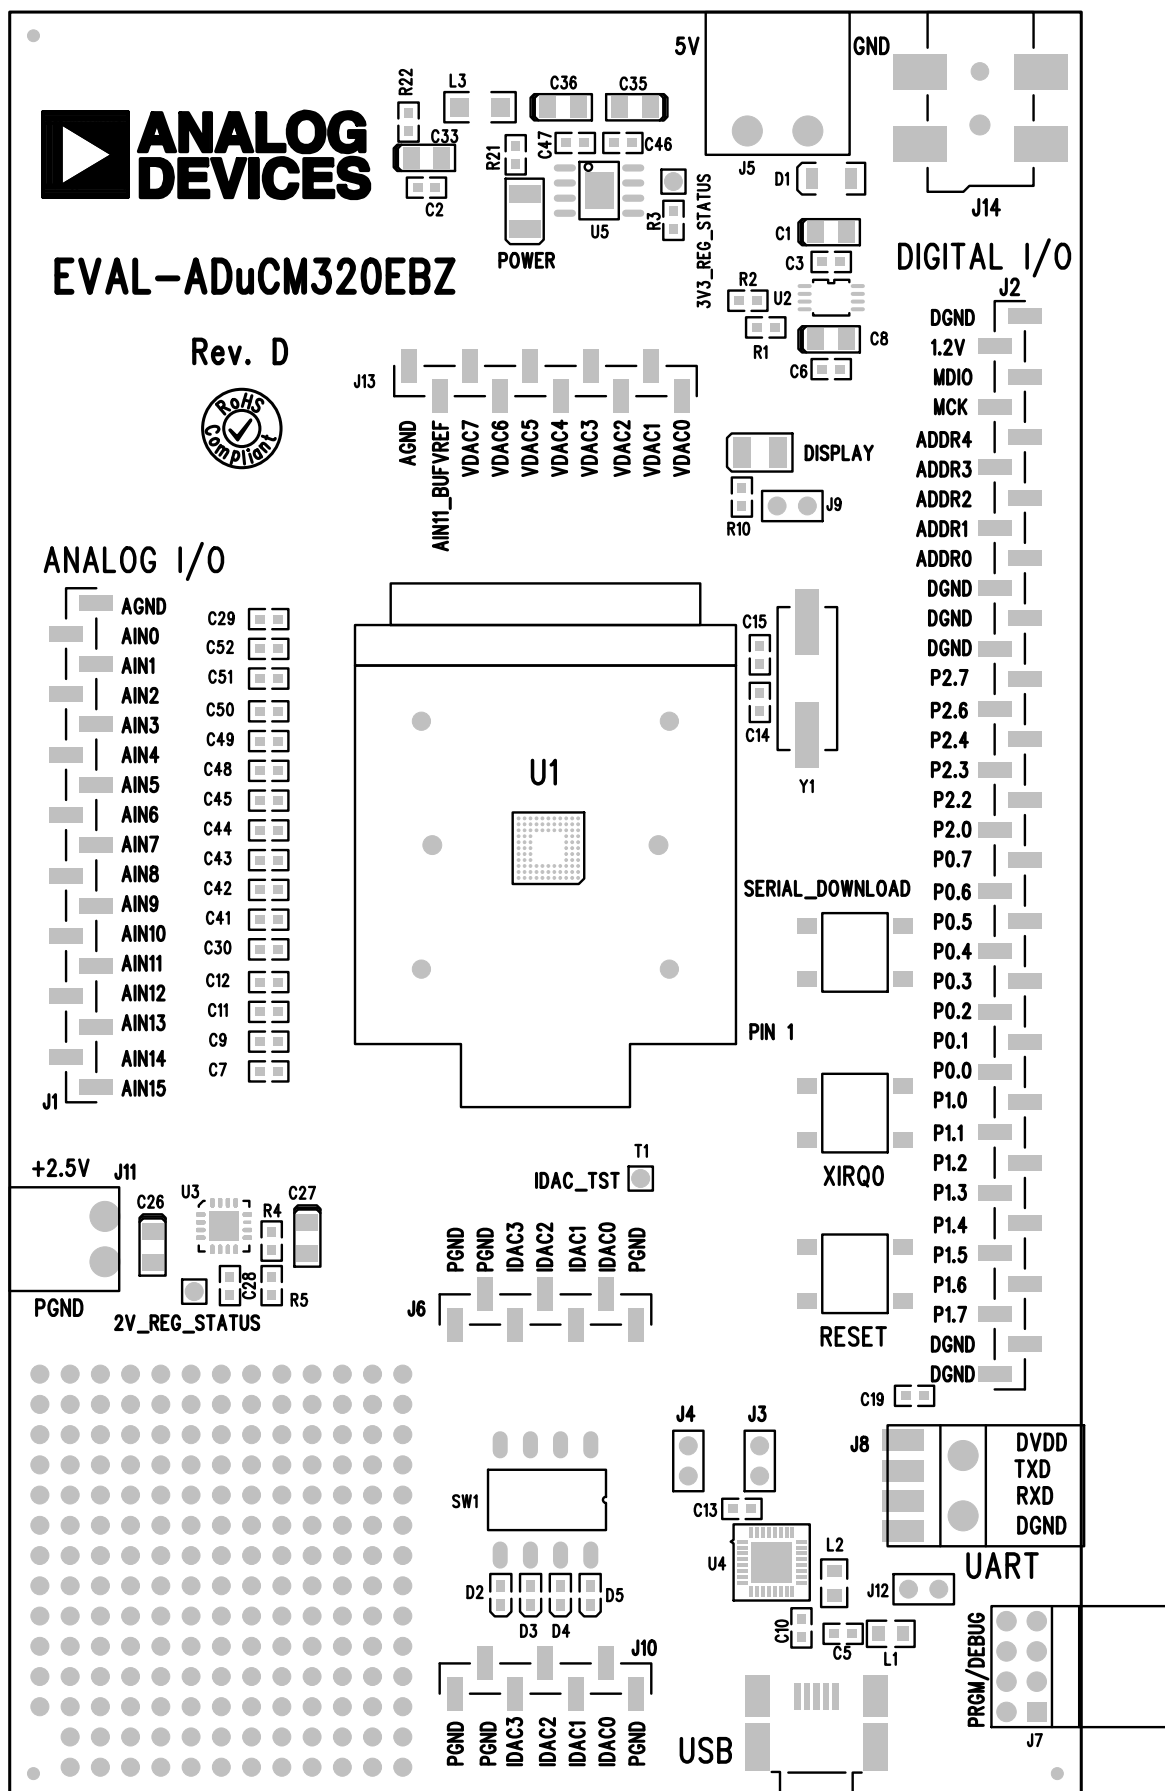 5V
GND
J5
J14
R22
L3
C36
C35
ANALOG
DEVICES
C33
C2
R21
C47
C46
U5
R3
3V3_REG_STATUS
POWER
D1
C1
C3
R2
U2
R1
C8
C6
EVAL-ADuCM320EBZ
Rev. D
RoHS
Compliant
DIGITAL I/O
J2
DGND
1.2V
MDIO
MCK
ADDR4
ADDR3
ADDR2
ADDR1
ADDR0
DGND
DGND
DGND
P2.7
P2.6
P2.4
P2.3
P2.2
P2.0
P0.7
P0.6
P0.5
P0.4
P0.3
P0.2
P0.1
P0.0
P1.0
P1.1
P1.2
P1.3
P1.4
P1.5
P1.6
P1.7
DGND
DGND
J13
AGND
AIN11_BUFVREF
VDAC7
VDAC6
VDAC5
VDAC4
VDAC3
VDAC2
VDAC1
VDAC0
DISPLAY
R10
J9
ANALOG I/O
AGND
AIN0
AIN1
AIN2
AIN3
AIN4
AIN5
AIN6
AIN7
AIN8
AIN9
AIN10
AIN11
AIN12
AIN13
AIN14
AIN15
J1
C29
C52
C51
C50
C49
C48
C45
C44
C43
C42
C41
C30
C12
C11
C9
C7
U1
C15
C14
Y1
SERIAL_DOWNLOAD
PIN 1
XIRQ0
RESET
+2.5V
J11
C26
U3
R4
C27
C28
R5
PGND
2V_REG_STATUS
T1
IDAC_TST
PGND
PGND
IDAC3
IDAC2
IDAC1
IDAC0
PGND
J6
C19
J4
J3
J8
DVDD
TXD
RXD
DGND
UART
SW1
C13
U4
L2
J12
D2
D3
D4
D5
C10
C5
L1
J10
PGND
PGND
IDAC3
IDAC2
IDAC1
IDAC0
PGND
USB
PRGM/DEBUG
J7